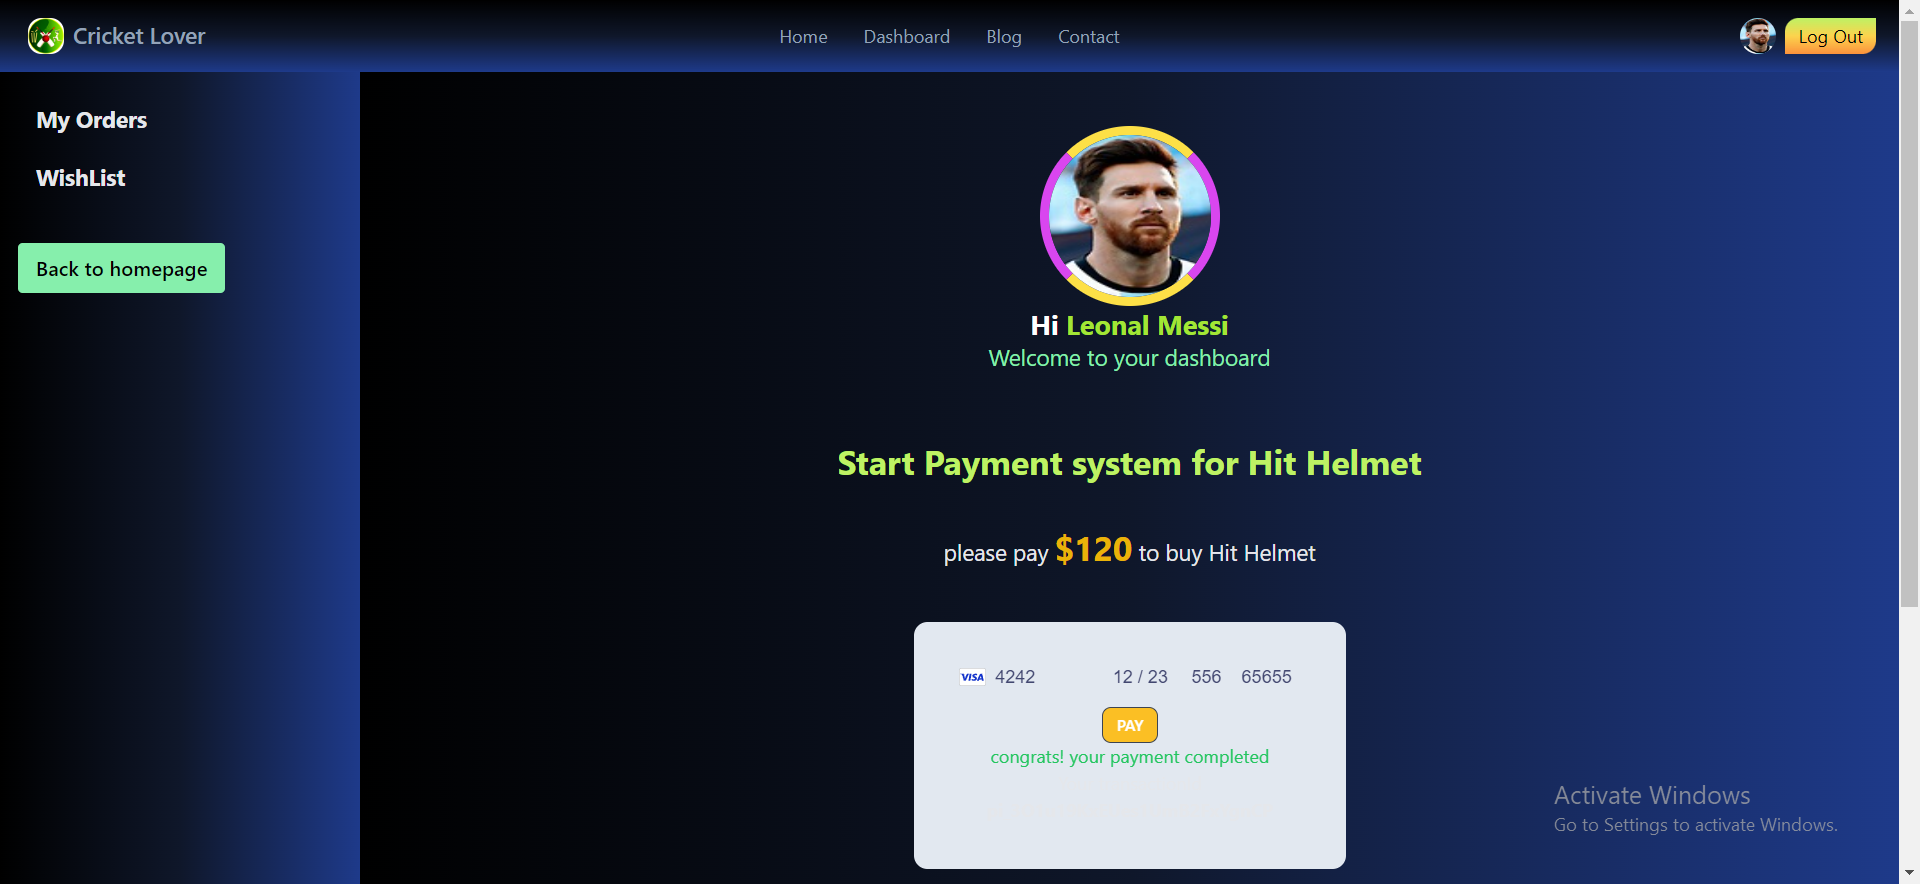 Cricket Lover
Home Dashboard Blog Contact
Log Out
My Orders
WishList
Back to homepage
Hi Leonal Messi
Welcome to your dashboard
Start Payment system for Hit Helmet
please pay $120 to buy Hit Helmet
VISA 4242 12 / 23 556 65655
PAY
congrats! your payment completed
Activate Windows
Go to Settings to activate Windows.